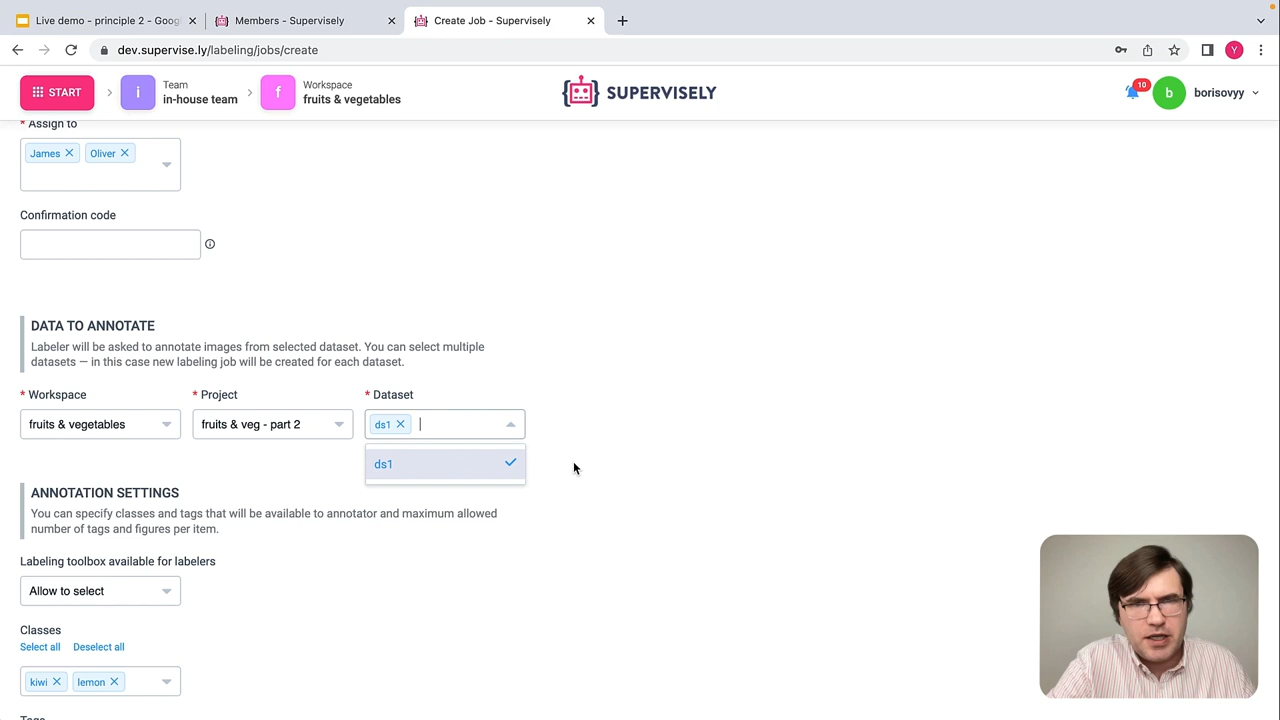 Live demo - principle 2 - Goog
Members - Supervisely
Create Job - Supervisely
dev.supervise.ly/labeling/jobs/create
Y
START
i
Team
in-house team
f
Workspace
fruits & vegetables
SUPERVISELY
10
b
borisovyy
* Assign to
James
Oliver
Confirmation code
DATA TO ANNOTATE
Labeler will be asked to annotate images from selected dataset. You can select multiple
datasets — in this case new labeling job will be created for each dataset.
* Workspace
* Project
* Dataset
fruits & vegetables
fruits & veg - part 2
ds1
ds1
ANNOTATION SETTINGS
You can specify classes and tags that will be available to annotator and maximum allowed
number of tags and figures per item.
Labeling toolbox available for labelers
Allow to select
Classes
Select all
Deselect all
kiwi
lemon
Tags